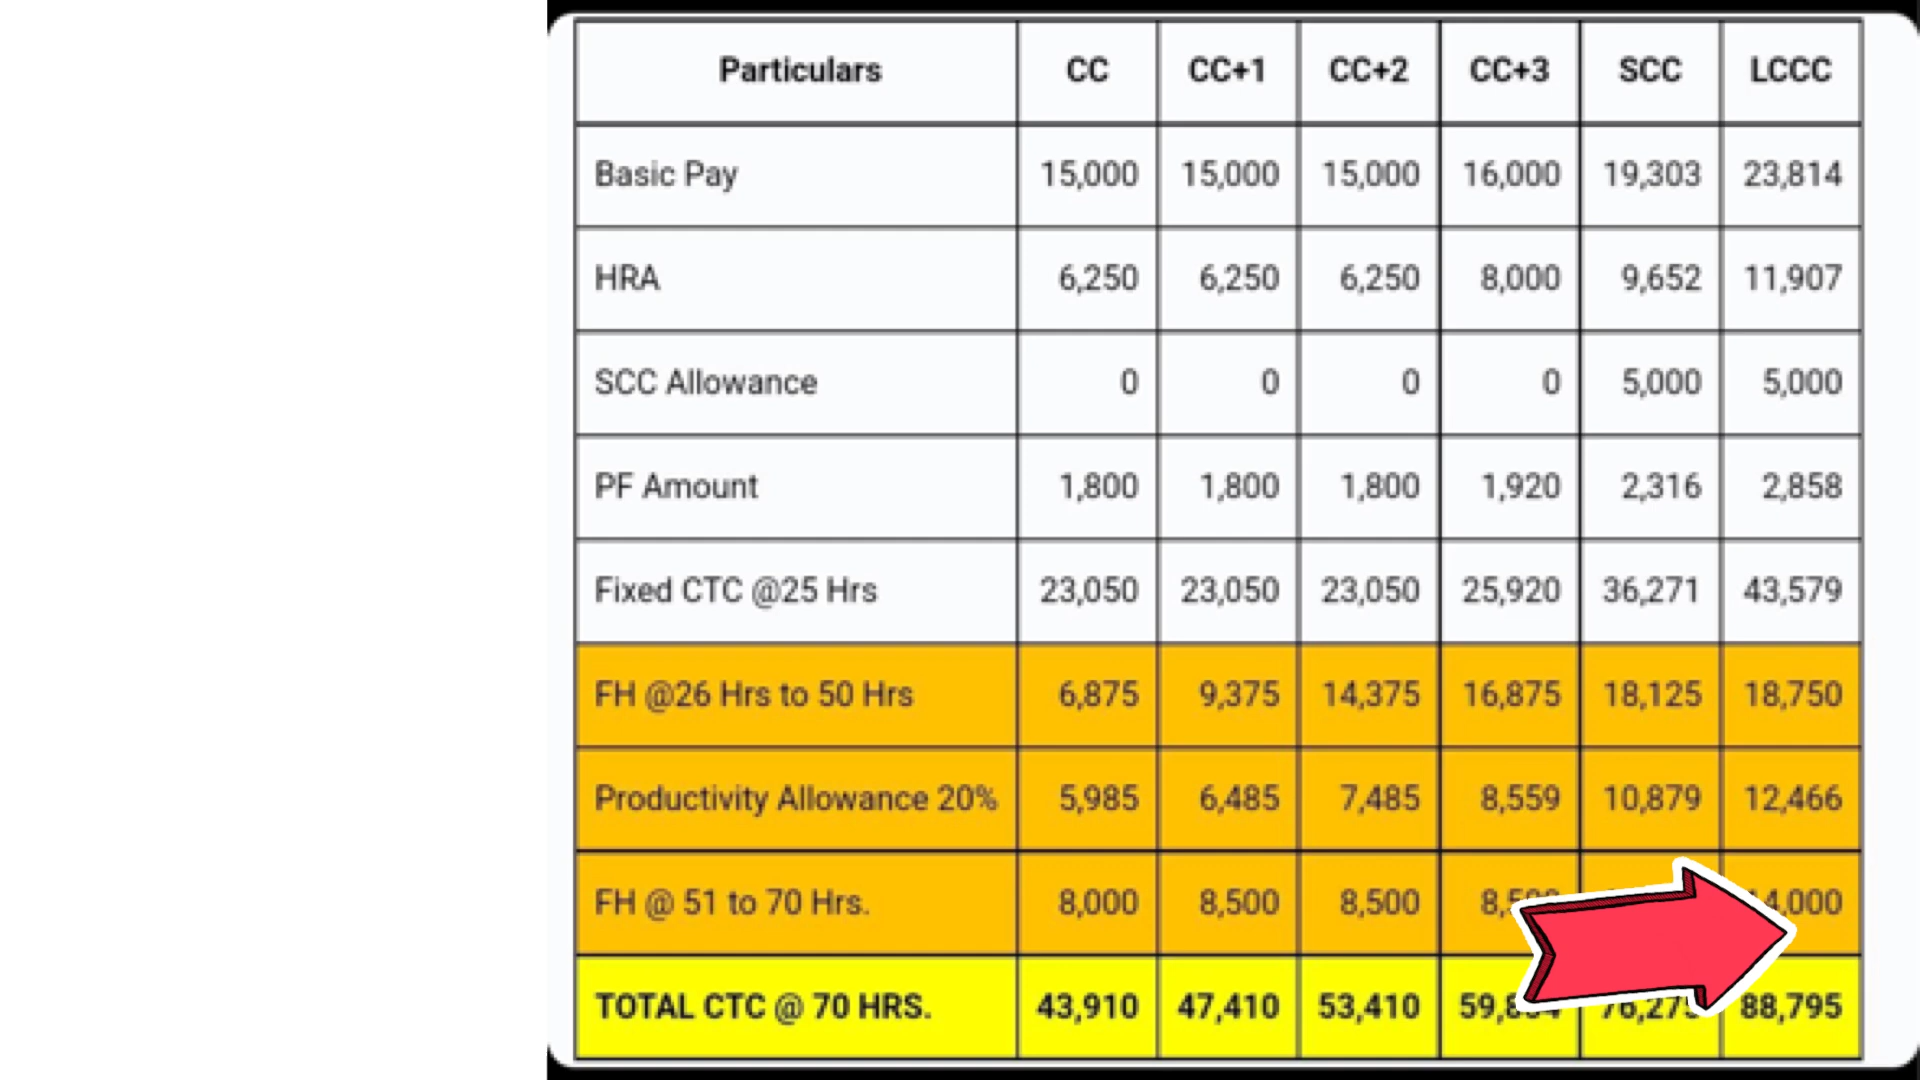 Particulars CC CC+1 CC+2 CC+3 SCC LCCC
Basic Pay 15,000 15,000 15,000 16,000 19,303 23,814
HRA 6,250 6,250 6,250 8,000 9,652 11,907
SCC Allowance 0 0 0 0 5,000 5,000
PF Amount 1,800 1,800 1,800 1,920 2,316 2,858
Fixed CTC @25 Hrs 23,050 23,050 23,050 25,920 36,271 43,579
FH @26 Hrs to 50 Hrs 6,875 9,375 14,375 16,875 18,125 18,750
Productivity Allowance 20% 5,985 6,485 7,485 8,559 10,879 12,466
FH @ 51 to 70 Hrs. 8,000 8,500 8,500
TOTAL CTC @ 70 HRS. 43,910 47,410 53,410 88,795